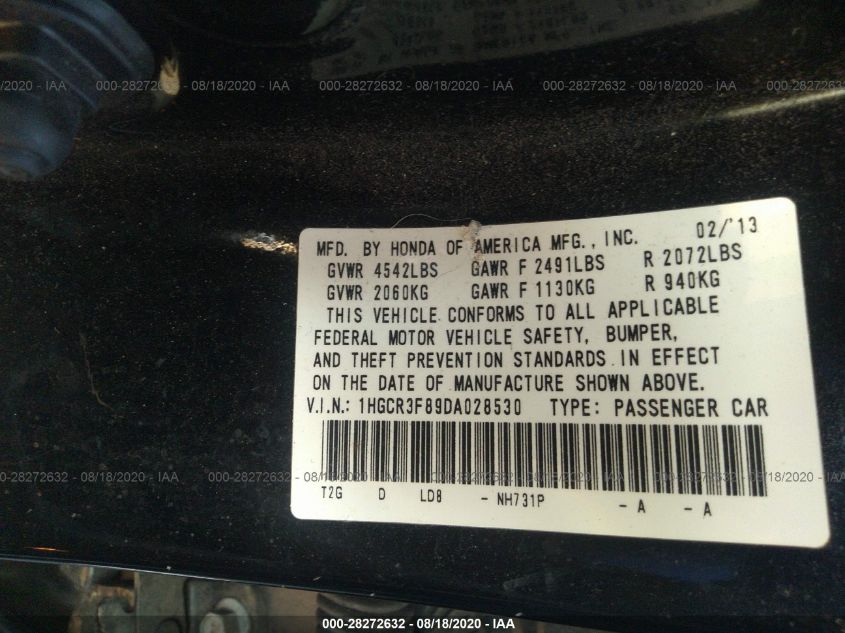 08/18/2020 - IAA 000-28272632 - 08/18/2020 - IAA 000-28272632 - 08/18/2020 - IAA 000-28272632
MFD. BY HONDA OF AMERICA MFG., INC. 02/'13
GVWR 4542LBS GAWR F 2491LBS R 2072LBS
GVWR 2060KG GAWR F 1130KG R 940KG
THIS VEHICLE CONFORMS TO ALL APPLICABLE
FEDERAL MOTOR VEHICLE SAFETY, BUMPER,
AND THEFT PREVENTION STANDARDS IN EFFECT
ON THE DATE OF MANUFACTURE SHOWN ABOVE.
V.I.N.: 1HGCR3F89DA028530 TYPE: PASSENGER CAR
000-28272632 - 08/18/2020 - IAA 000-28272632 - 08/18/2020 - IAA 000-28272632 - 08/18/2020 - IAA 000-28272632 - 08/18/2020 - IAA
T2G D LD8 - NH731P - A - A
000-28272632 - 08/18/2020 - IAA